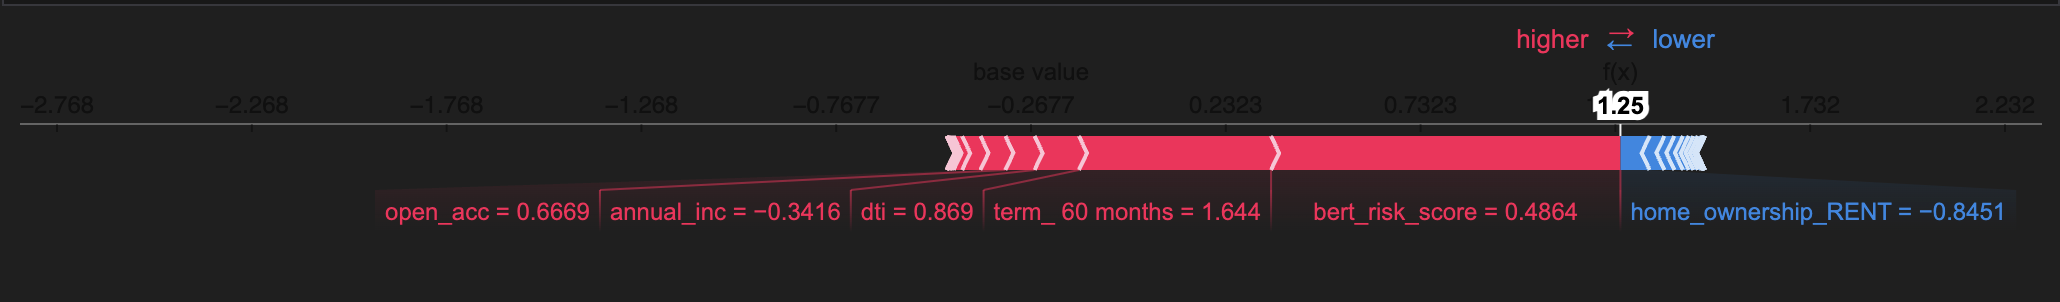 higher ⇄ lower
base value f(x)
−2.768 −2.268 −1.768 −1.268 −0.7677 −0.2677 0.2323 0.7323 1.25 1.732 2.232
open_acc = 0.6669 annual_inc = −0.3416 dti = 0.869 term_ 60 months = 1.644 bert_risk_score = 0.4864 home_ownership_RENT = −0.8451